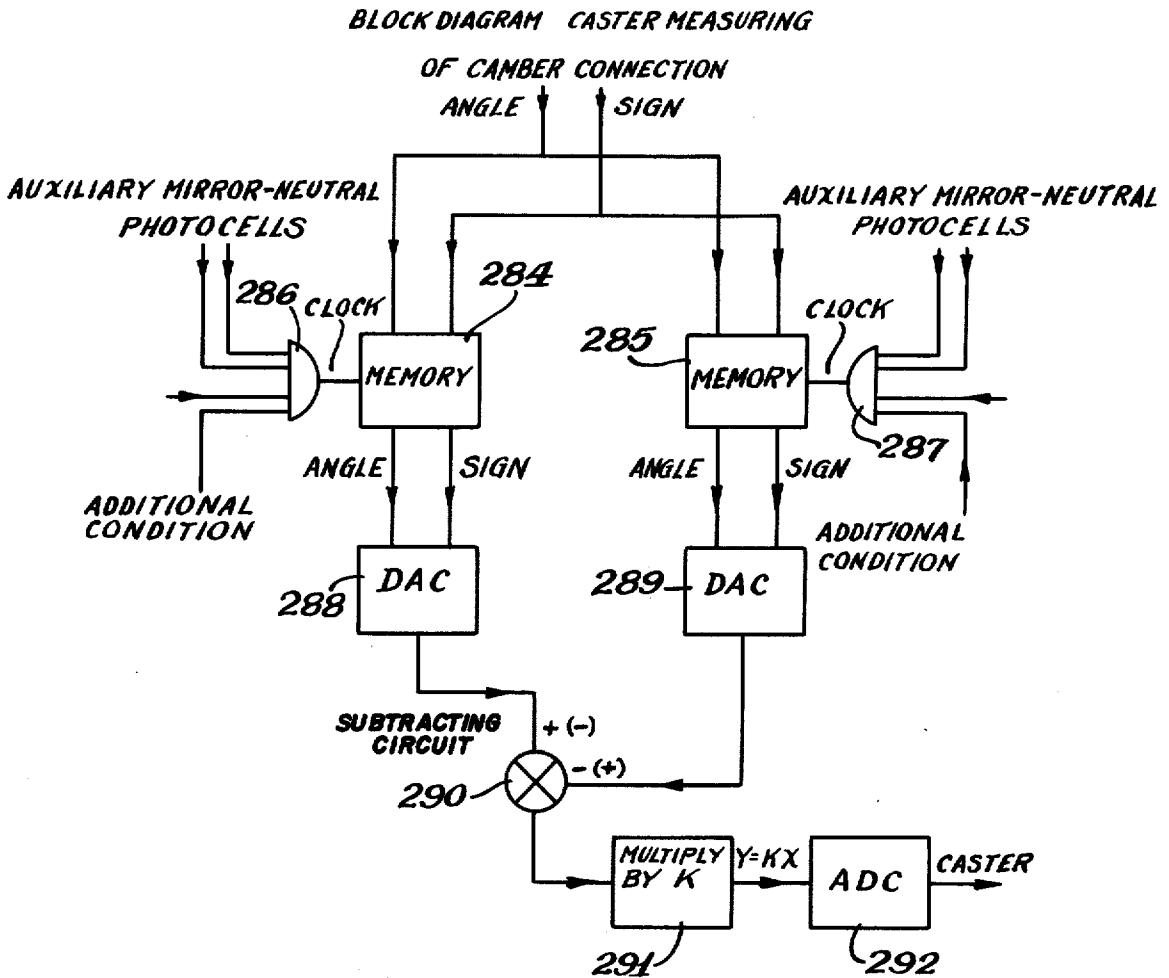 BLOCK DIAGRAM CASTER MEASURING
OF CAMBER CONNECTION
ANGLE SIGN
AUXILIARY MIRROR-NEUTRAL
PHOTOCELLS
AUXILIARY MIRROR-NEUTRAL
PHOTOCELLS
286
CLOCK
284
MEMORY
285
CLOCK
MEMORY
287
ANGLE SIGN
ANGLE SIGN
ADDITIONAL
CONDITION
ADDITIONAL
CONDITION
288
DAC
289
DAC
SUBTRACTING
CIRCUIT
+ (-)
- (+)
290
MULTIPLY
BY K
Y=KX
ADC
CASTER
291
292